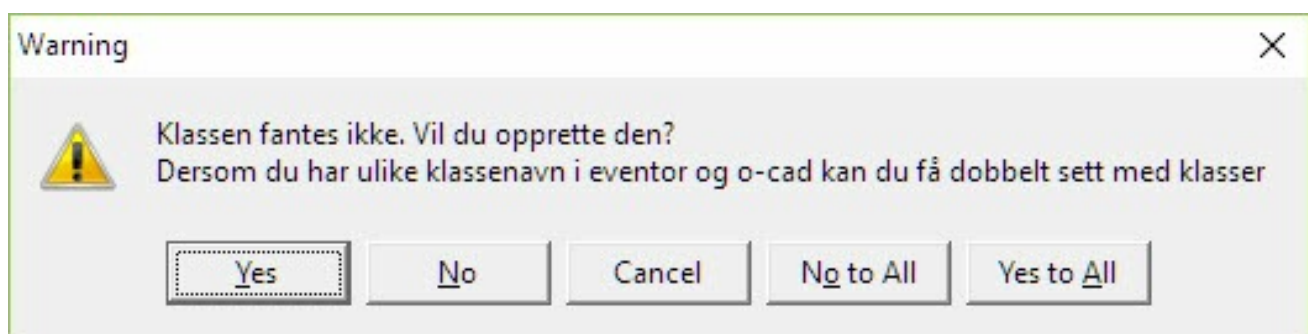 Warning
Klassen fantes ikke. Vil du opprette den?
Dersom du har ulike klassenavn i eventor og o-cad kan du få dobbelt sett med klasser
Yes No Cancel No to All Yes to All